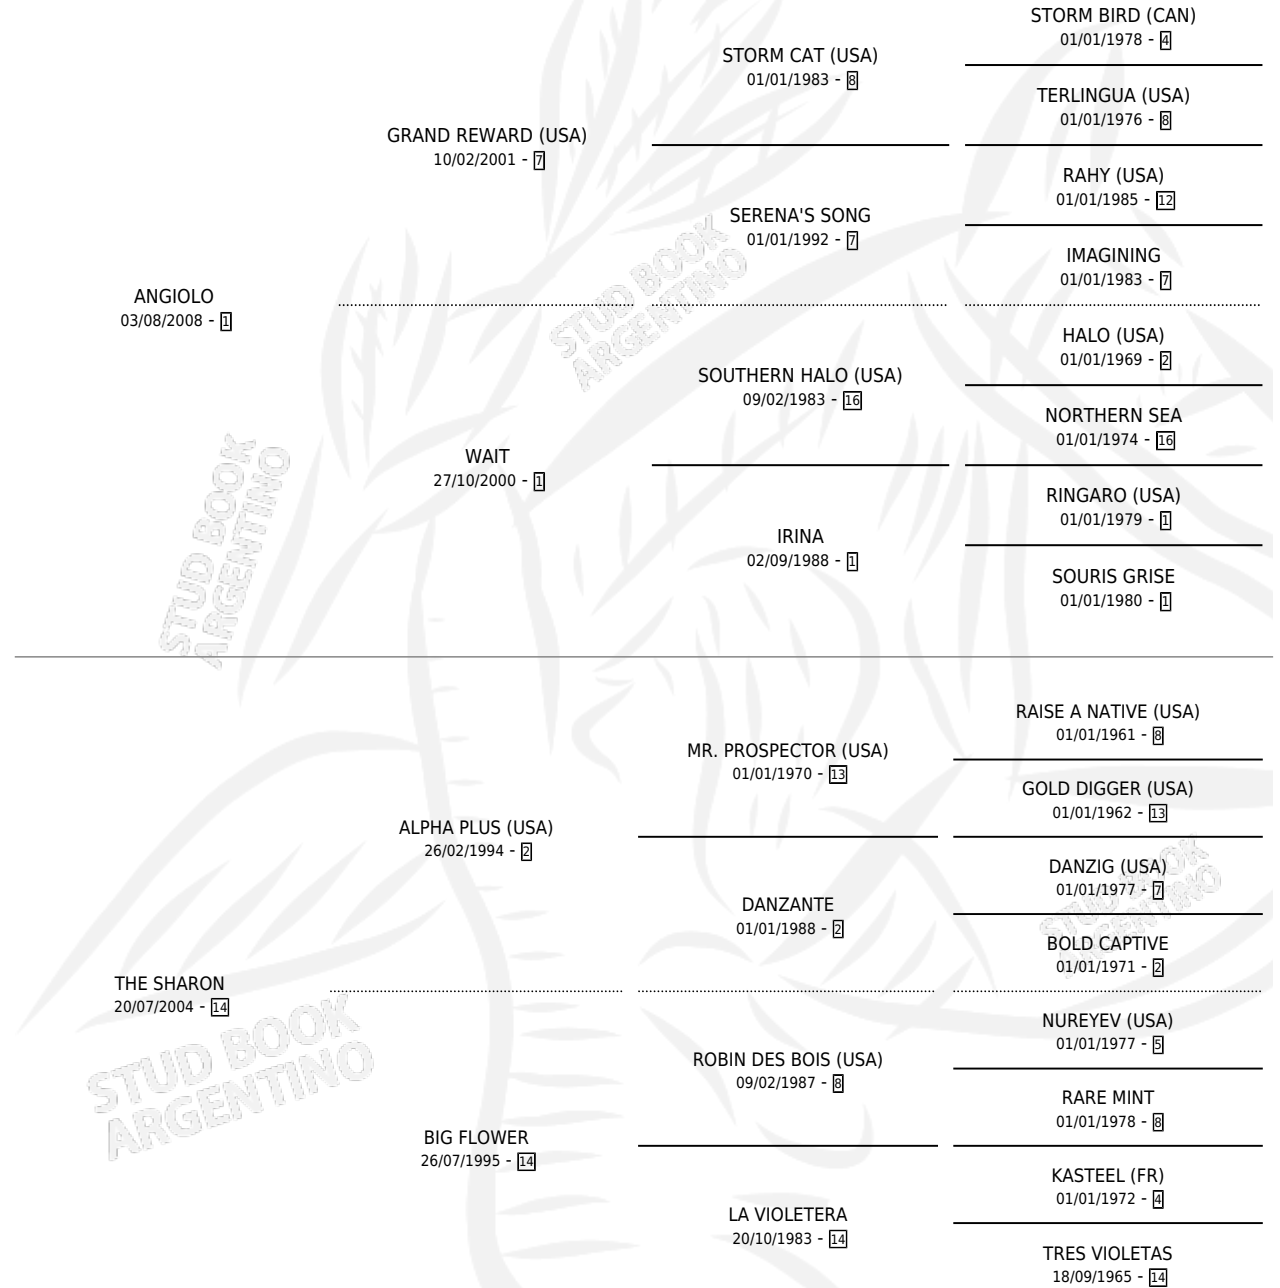 STORM BIRD (CAN)
01/01/1978 - 4
STORM CAT (USA)
01/01/1983 - 8
TERLINGUA (USA)
01/01/1976 - 8
GRAND REWARD (USA)
10/02/2001 - 7
RAHY (USA)
01/01/1985 - 12
SERENA'S SONG
01/01/1992 - 7
IMAGINING
01/01/1983 - 7
ANGIOLO
03/08/2008 - 1
STUD BOOK
ARGENTINO
HALO (USA)
01/01/1969 - 2
SOUTHERN HALO (USA)
09/02/1983 - 16
NORTHERN SEA
01/01/1974 - 16
WAIT
27/10/2000 - 1
RINGARO (USA)
01/01/1979 - 1
IRINA
02/09/1988 - 1
SOURIS GRISE
01/01/1980 - 1
STUD BOOK
ARGENTINO
RAISE A NATIVE (USA)
01/01/1961 - 8
MR. PROSPECTOR (USA)
01/01/1970 - 13
GOLD DIGGER (USA)
01/01/1962 - 13
ALPHA PLUS (USA)
26/02/1994 - 2
DANZIG (USA)
01/01/1977 - 7
DANZANTE
01/01/1988 - 2
BOLD CAPTIVE
01/01/1971 - 2
STUD BOOK
ARGENTINO
THE SHARON
20/07/2004 - 14
NUREYEV (USA)
01/01/1977 - 5
ROBIN DES BOIS (USA)
09/02/1987 - 8
RARE MINT
01/01/1978 - 8
STUD BOOK
ARGENTINO
BIG FLOWER
26/07/1995 - 14
KASTEEL (FR)
01/01/1972 - 4
LA VIOLETERA
20/10/1983 - 14
TRES VIOLETAS
18/09/1965 - 14